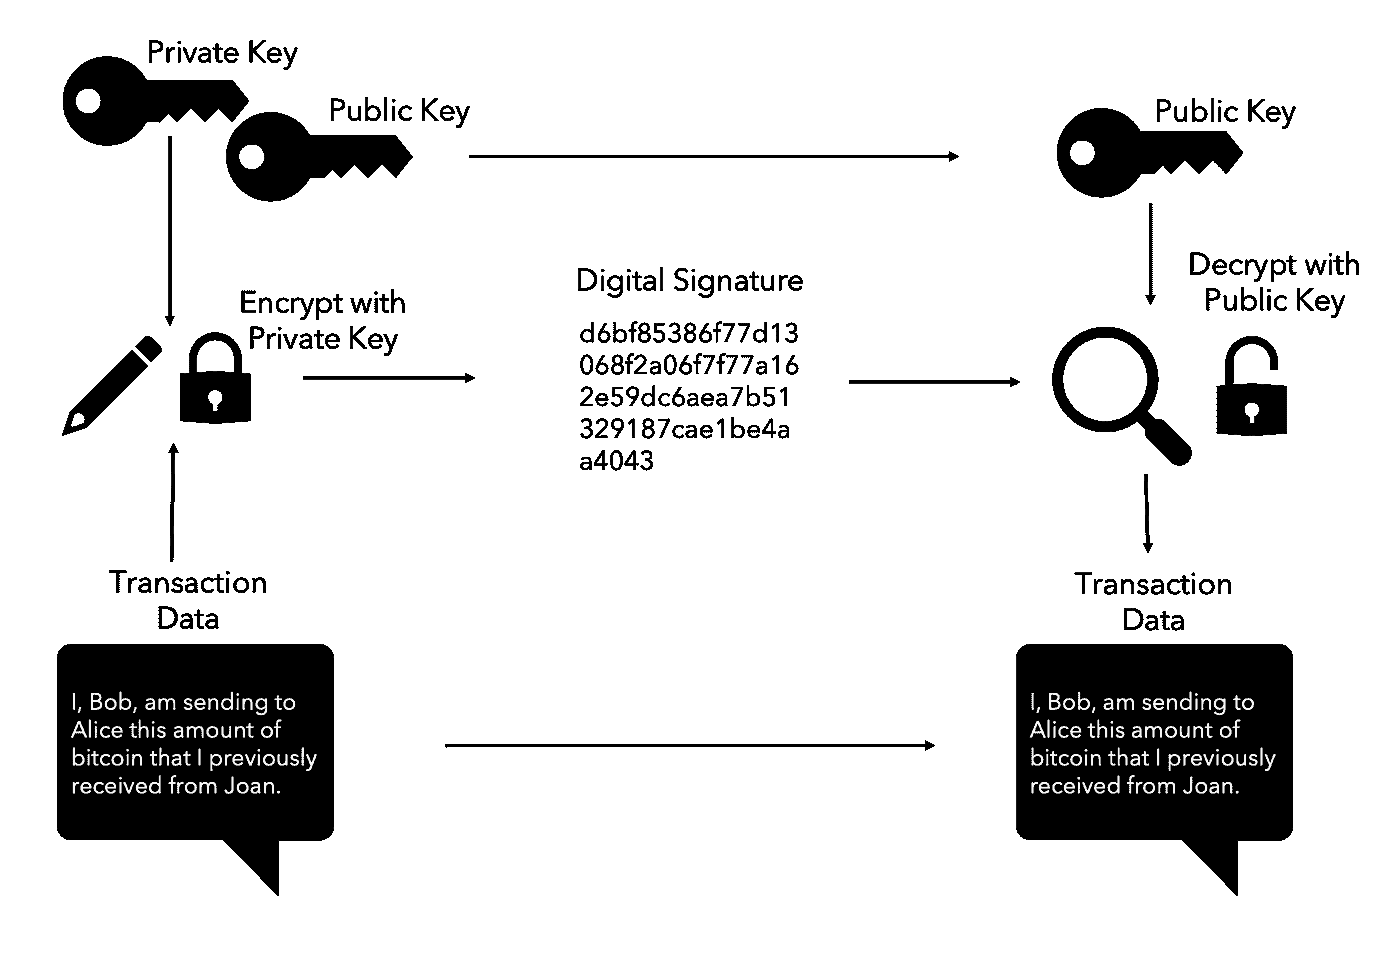 Private Key
Public Key
Public Key
Encrypt with
Private Key
Digital Signature
d6bf85386f77d13
068f2a06f7f77a16
2e59dc6aea7b51
329187cae1be4a
a4043
Decrypt with
Public Key
Transaction
Data
I, Bob, am sending to
Alice this amount of
bitcoin that I previously
received from Joan.
Transaction
Data
I, Bob, am sending to
Alice this amount of
bitcoin that I previously
received from Joan.